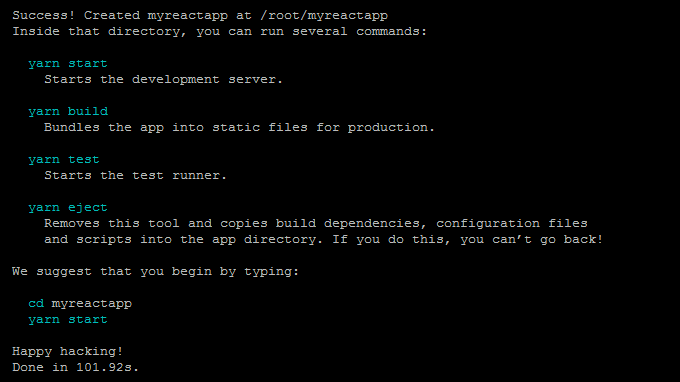 Success! Created myreactapp at /root/myreactapp
Inside that directory, you can run several commands:
yarn start
Starts the development server.
yarn build
Bundles the app into static files for production.
yarn test
Starts the test runner.
yarn eject
Removes this tool and copies build dependencies, configuration files
and scripts into the app directory. If you do this, you can’t go back!
We suggest that you begin by typing:
cd myreactapp
yarn start
Happy hacking!
Done in 101.92s.